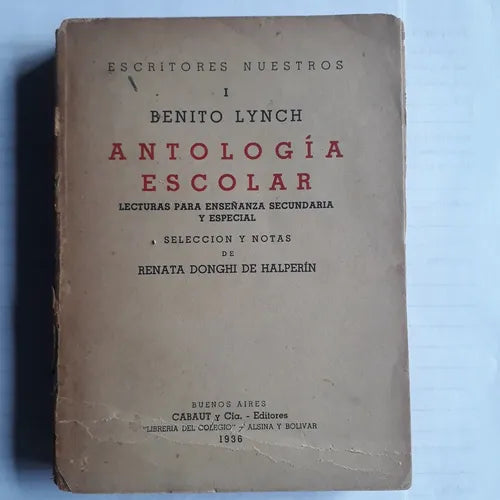 ESCRITORES NUESTROS
I
BENITO LYNCH
ANTOLOGÍA
ESCOLAR
LECTURAS PARA ENSEÑANZA SECUNDARIA
Y ESPECIAL
SELECCION Y NOTAS
DE
RENATA DONGHI DE HALPERÍN
BUENOS AIRES
CABAUT y Cía. - Editores
"LIBRERIA DEL COLEGIO" - ALSINA Y BOLIVAR
1936